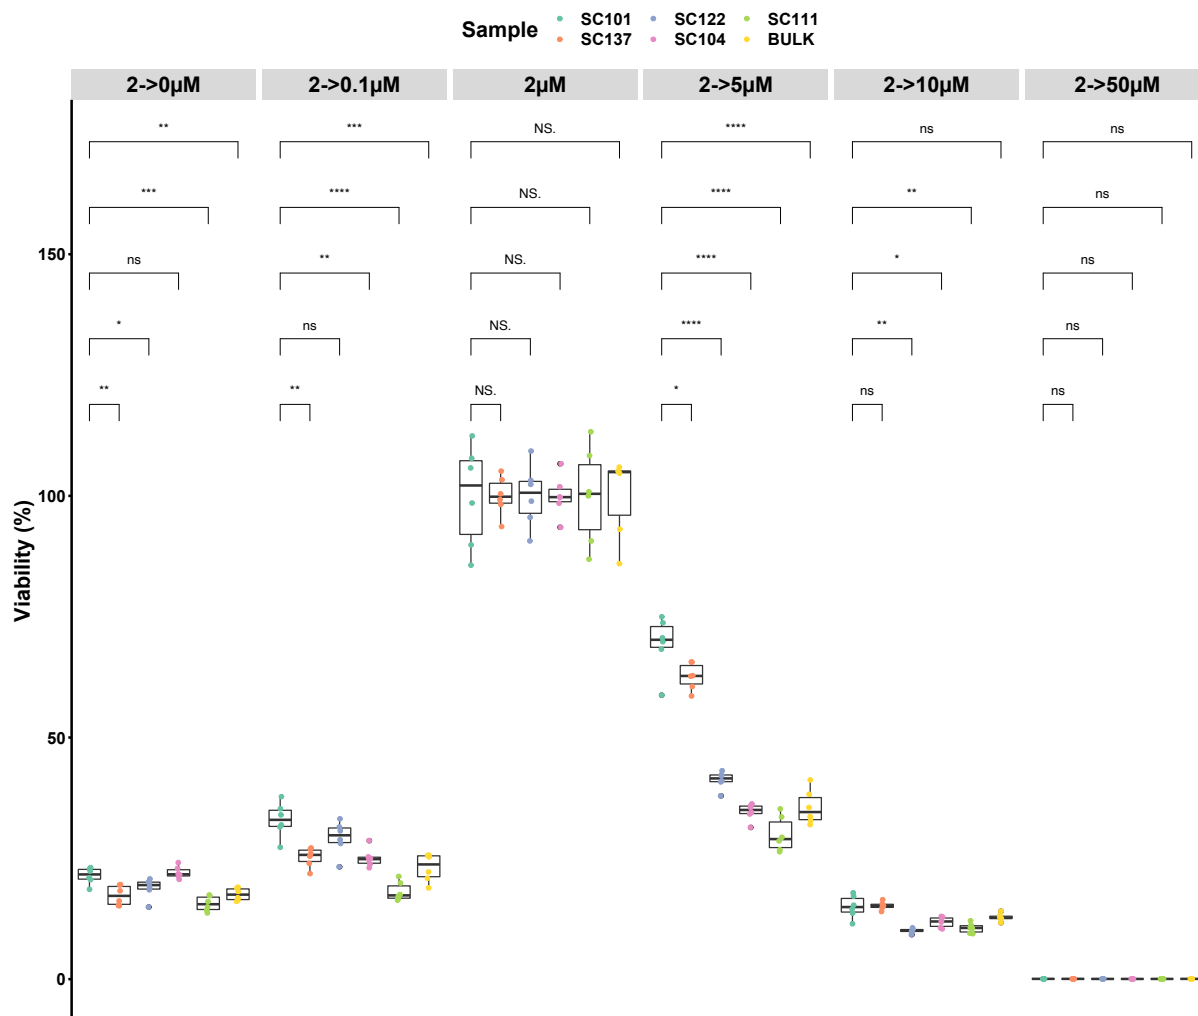 Sample SC101 SC122 SC111
SC137 SC104 BULK
2->0µM 2->0.1µM 2µM 2->5µM 2->10µM 2->50µM
** *** NS. **** ns ns
*** **** NS. **** ** ns
ns ** NS. **** * ns
* ns NS. **** ** ns
** ** NS. * ns ns
150
100
50
0
Viability (%)